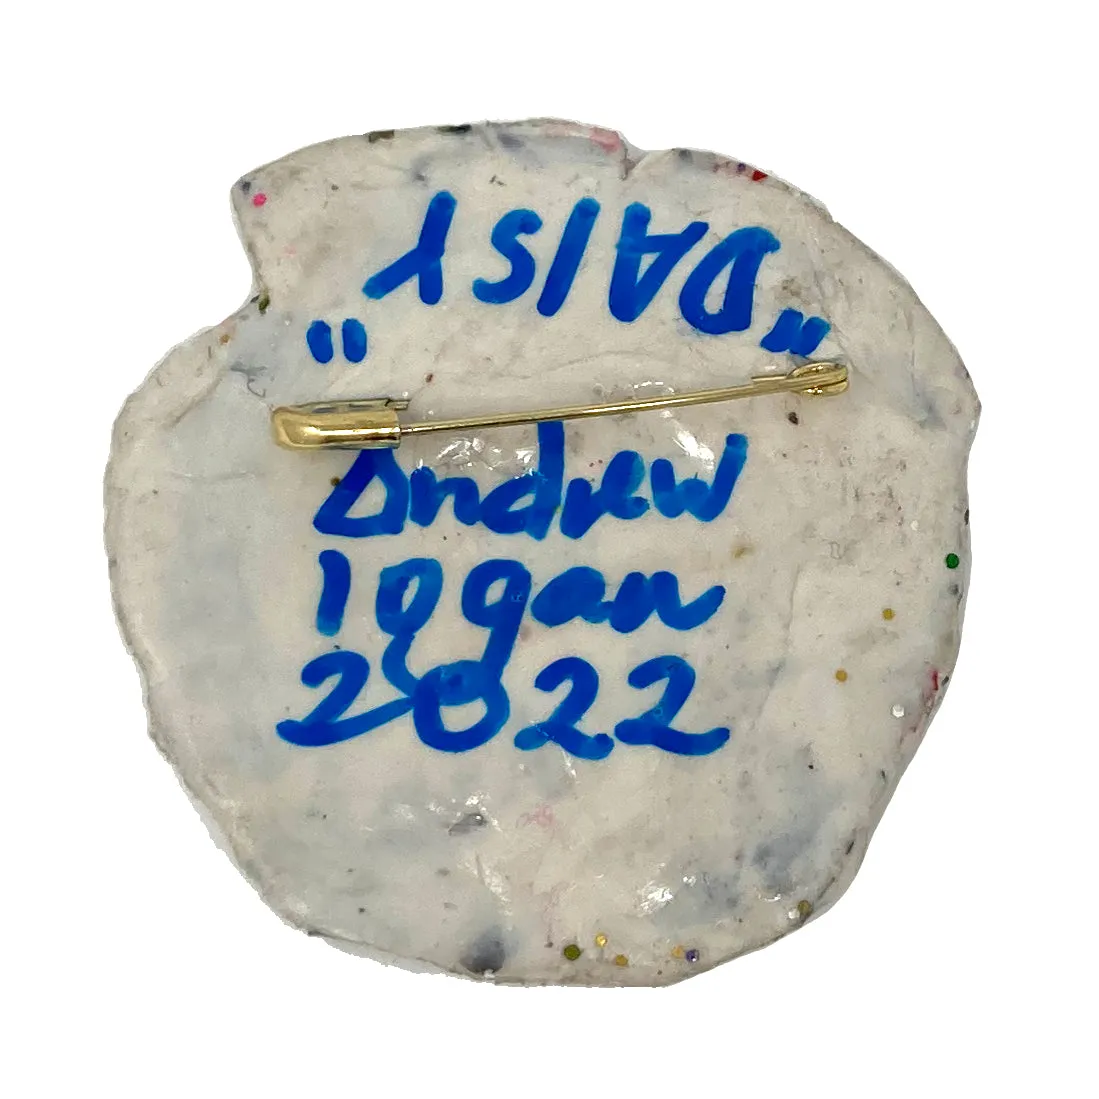 "DAISY"
Andrew
logan
2022